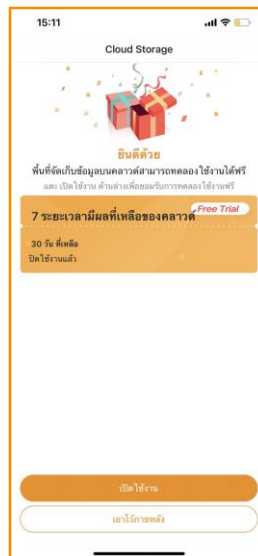 15:11
Cloud Storage
ยินดีด้วย
พื้นที่จัดเก็บข้อมูลบนคลาวด์สามารถทดลองใช้งานได้ฟรี
และ เปิดใช้งาน ด้านล่างเพื่อยอมรับการทดลองใช้งานฟรี
Free Trial
7 ระยะเวลามีผลที่เหลือของคลาวด์
30 วัน ที่เหลือ
ปิดใช้งานแล้ว
เปิดใช้งาน
เอาไว้ภายหลัง